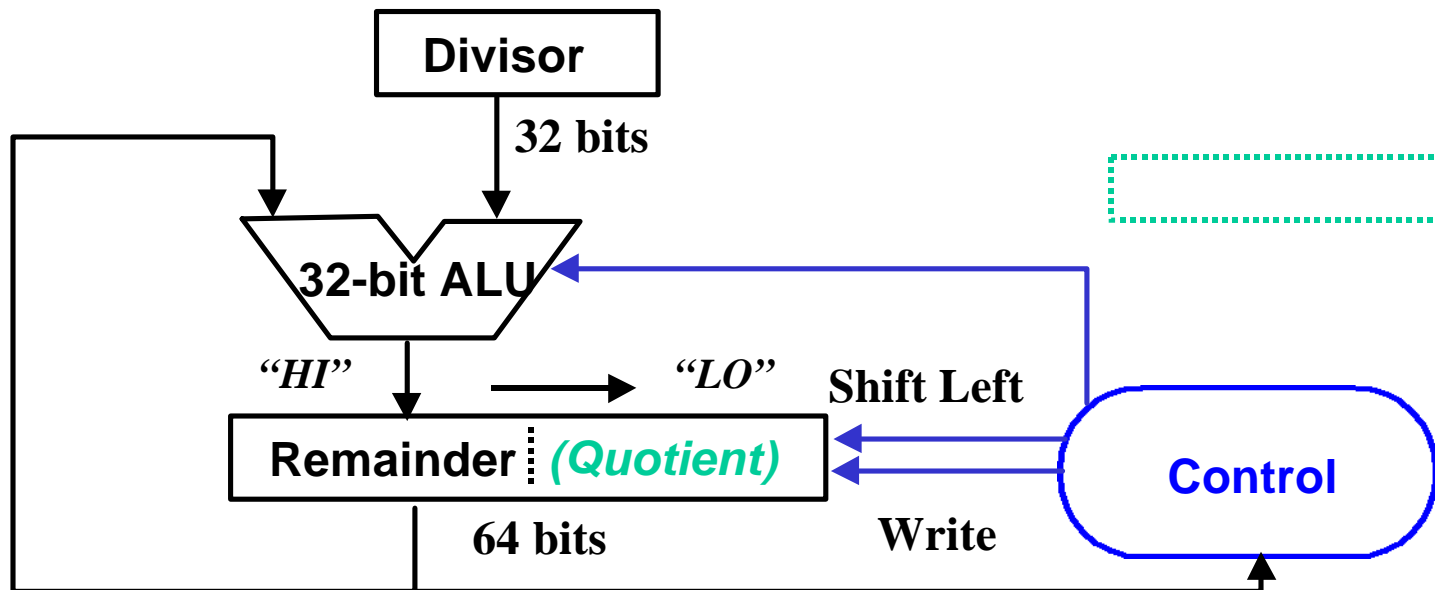 Divisor
32 bits
32-bit ALU
“HI”
“LO”
Shift Left
Remainder
(Quotient)
Control
64 bits
Write